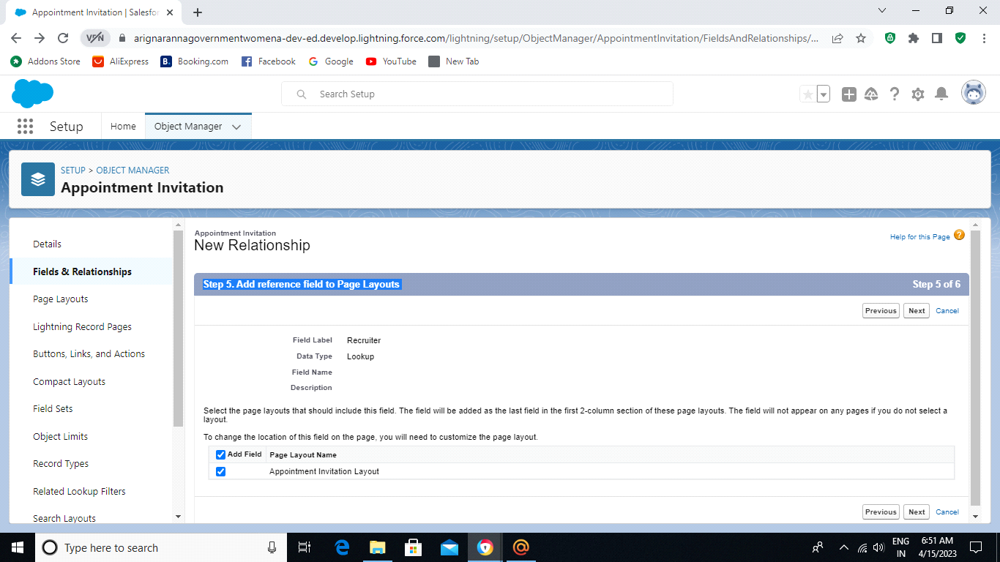 Appointment Invitation | Salesfor
VPN
arignarannagovernmentwomena-dev-ed.develop.lightning.force.com/lightning/setup/ObjectManager/AppointmentInvitation/FieldsAndRelationships/...
Addons Store
AliExpress
B. Booking.com
Facebook
Google
YouTube
New Tab
Search Setup
Setup
Home
Object Manager
SETUP > OBJECT MANAGER
Appointment Invitation
Details
Fields & Relationships
Page Layouts
Lightning Record Pages
Buttons, Links, and Actions
Compact Layouts
Field Sets
Object Limits
Record Types
Related Lookup Filters
Search Layouts
Appointment Invitation
New Relationship
Help for this Page ?
Step 5. Add reference field to Page Layouts
Step 5 of 6
Previous Next Cancel
Field Label Recruiter
Data Type Lookup
Field Name
Description
Select the page layouts that should include this field. The field will be added as the last field in the first 2-column section of these page layouts. The field will not appear on any pages if you do not select a
layout.
To change the location of this field on the page, you will need to customize the page layout.
Add Field Page Layout Name
Appointment Invitation Layout
Previous Next Cancel
Type here to search
ENG
IN
6:51 AM
4/15/2023